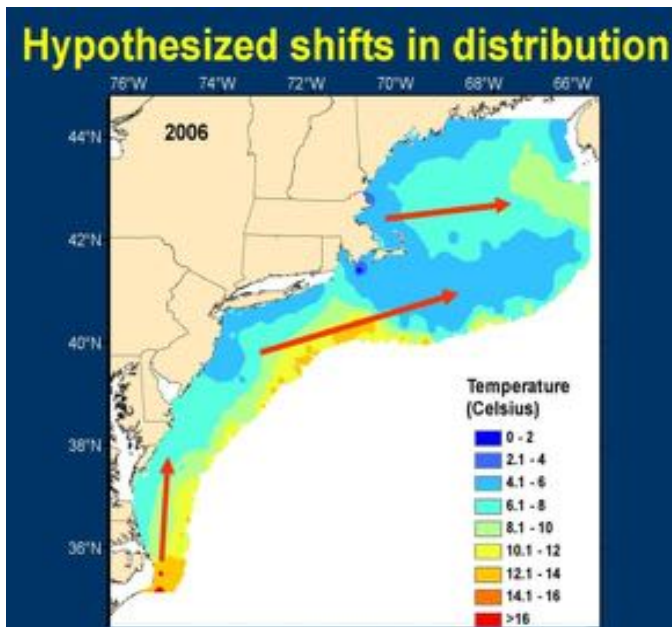 Hypothesized shifts in distribution
76°W 74°W 72°W 70°W 68°W 66°W
2006
44°N
42°N
40°N
38°N
36°N
Temperature
(Celsius)
0 - 2
2.1 - 4
4.1 - 6
6.1 - 8
8.1 - 10
10.1 - 12
12.1 - 14
14.1 - 16
>16